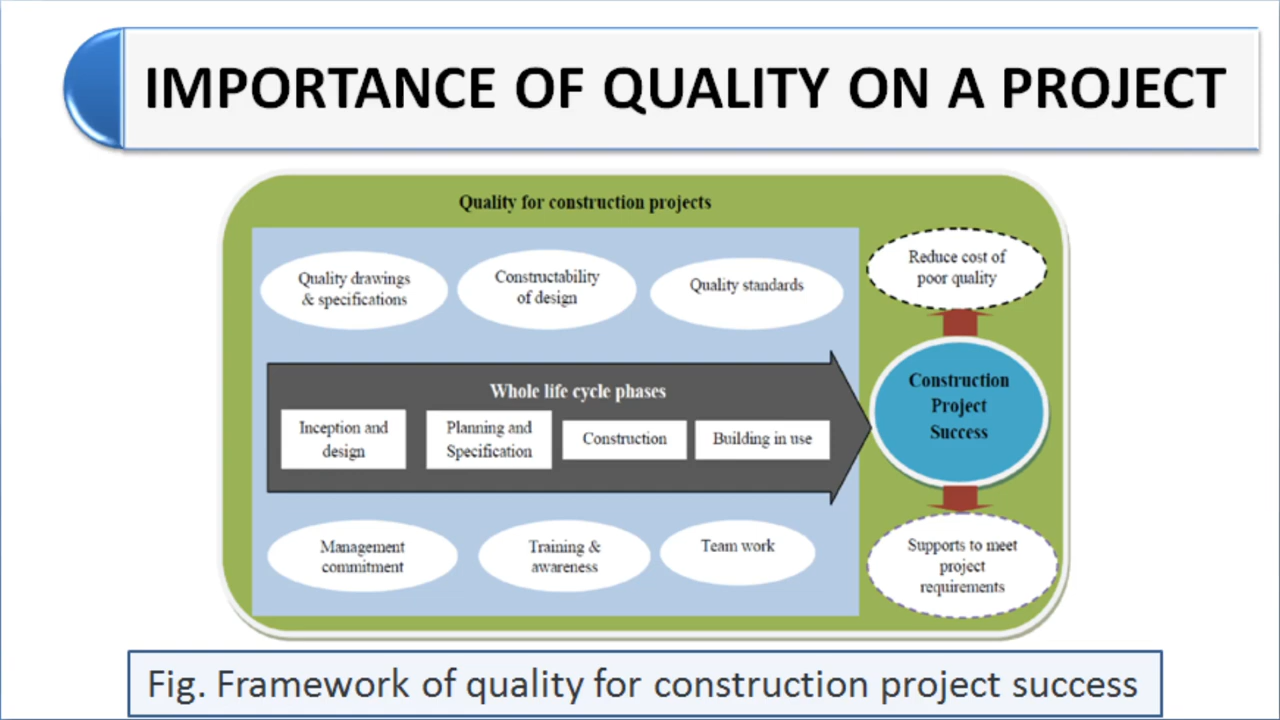 IMPORTANCE OF QUALITY ON A PROJECT
Quality for construction projects
Quality drawings
& specifications
Constructability
of design
Quality standards
Reduce cost of
poor quality
Whole life cycle phases
Inception and
design
Planning and
Specification
Construction
Building in use
Construction
Project
Success
Management
commitment
Training &
awareness
Team work
Supports to meet
project
requirements
Fig. Framework of quality for construction project success